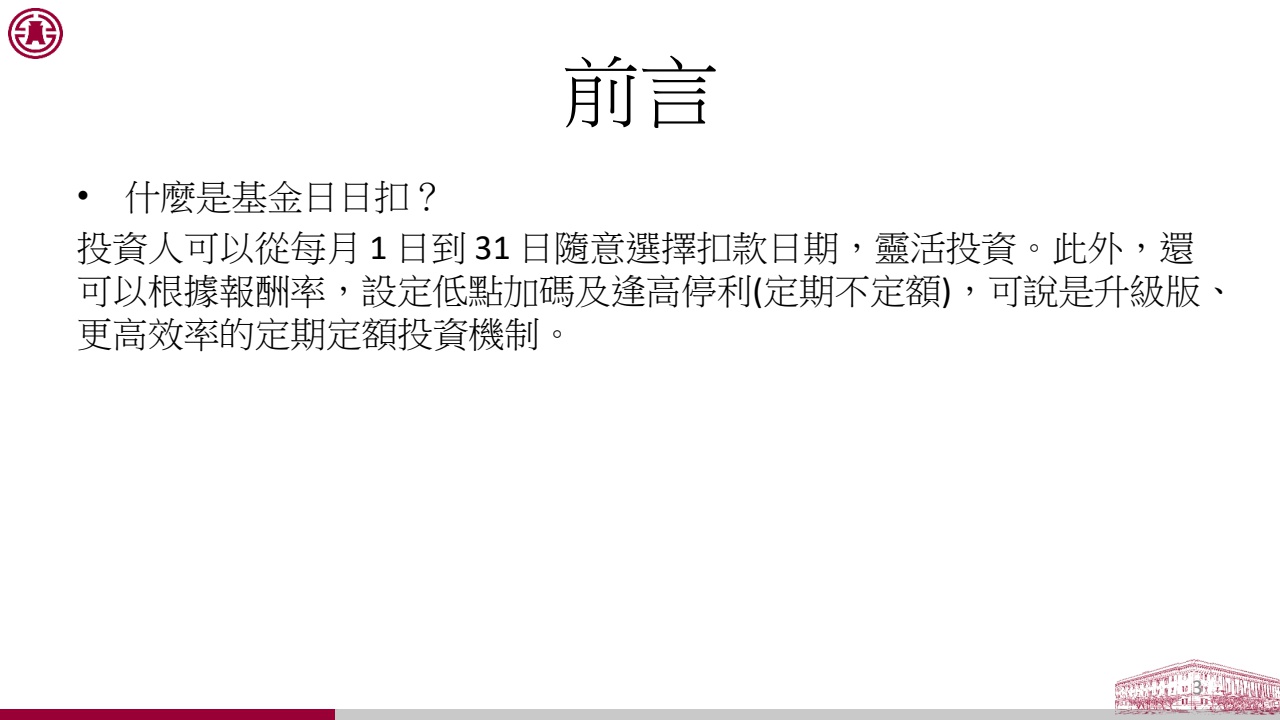 前言
• 什麼是基金日日扣？
投資人可以從每月 1 日到 31 日隨意選擇扣款日期，靈活投資。此外，還
可以根據報酬率，設定低點加碼及逢高停利(定期不定額)，可說是升級版、
更高效率的定期定額投資機制。
3